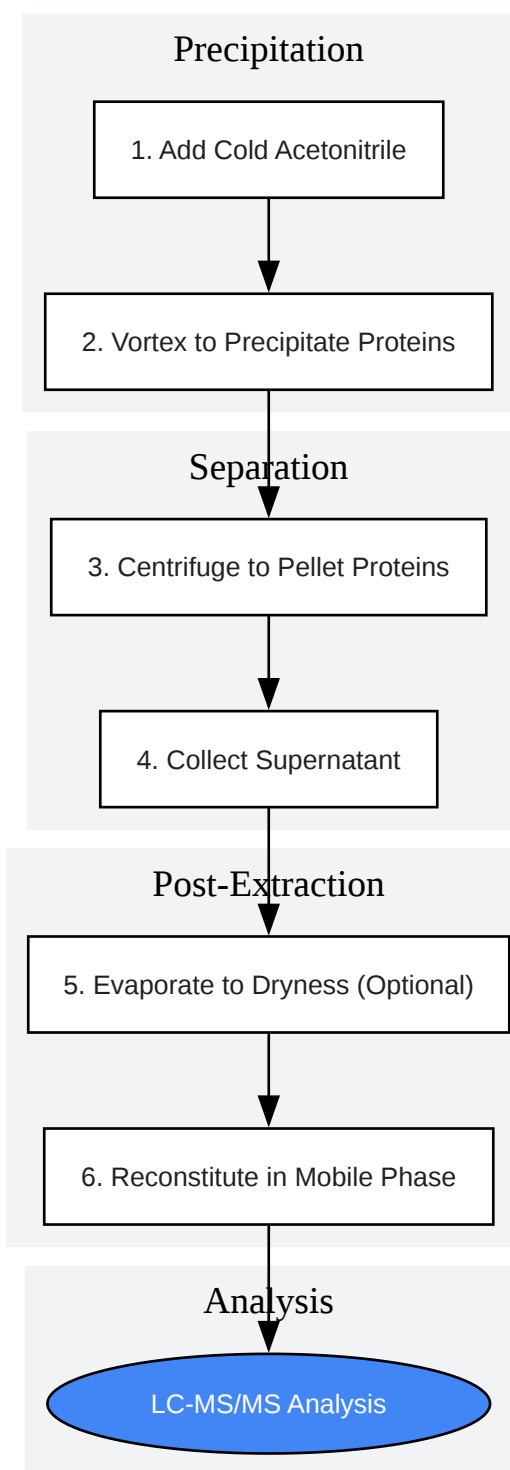 Precipitation
1. Add Cold Acetonitrile
2. Vortex to Precipitate Proteins
Separation
3. Centrifuge to Pellet Proteins
4. Collect Supernatant
Post-Extraction
5. Evaporate to Dryness (Optional)
6. Reconstitute in Mobile Phase
Analysis
LC-MS/MS Analysis